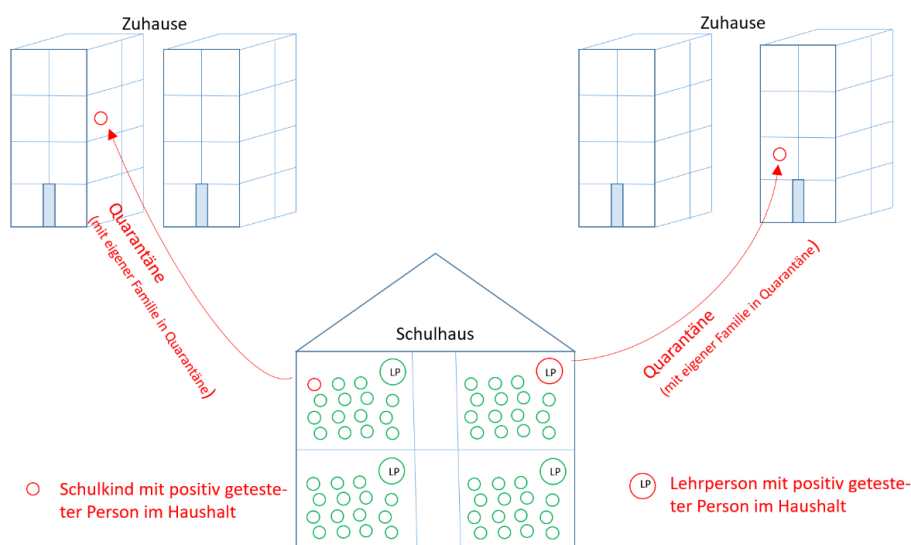 Zuhause
Zuhause
Quarantäne
(mit eigener Familie in Quarantäne)
Quarantäne
(mit eigener Familie in Quarantäne)
Schulhaus
LP
LP
LP
LP
Schulkind mit positiv geteste-
ter Person im Haushalt
LP
Lehrperson mit positiv geteste-
ter Person im Haushalt